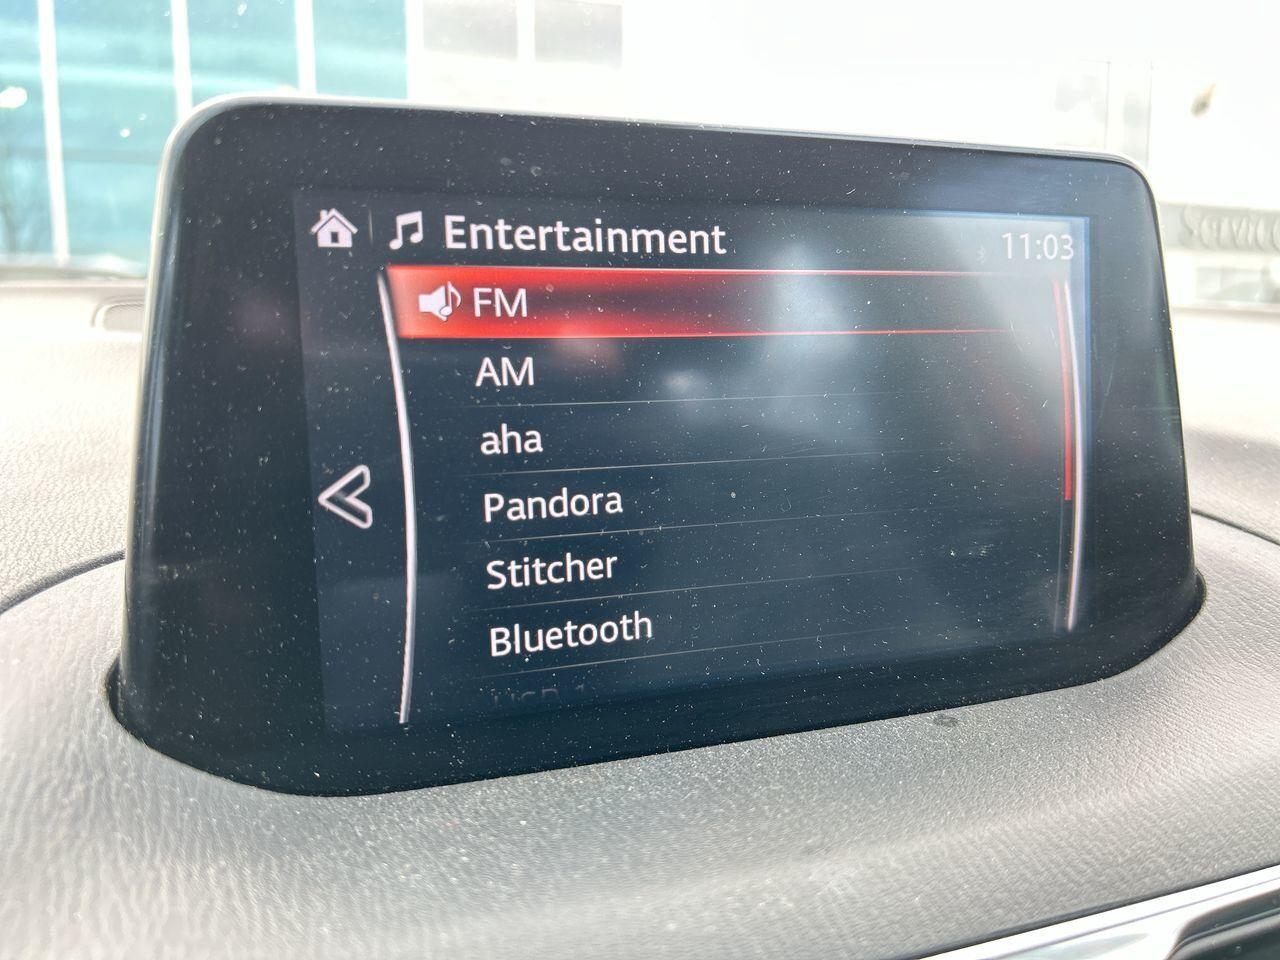 Entertainment
11:03
FM
AM
aha
Pandora
Stitcher
Bluetooth